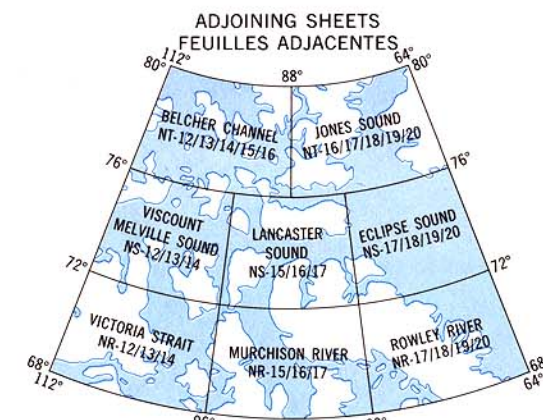 ADJOINING SHEETS
FEUILLES ADJACENTES
112°
88°
64°
80°
80°
BELCHER CHANNEL
NT-12/13/14/15/16
JONES SOUND
NT-16/17/18/19/20
76°
76°
VISCOUNT
MELVILLE SOUND
NS-12/13/14
LANCASTER
SOUND
NS-15/16/17
ECLIPSE SOUND
NS-17/18/19/20
72°
72°
VICTORIA STRAIT
NR-12/13/14
MURCHISON RIVER
NR-15/16/17
ROWLEY RIVER
NR-17/18/19/20
68°
112°
68
64°